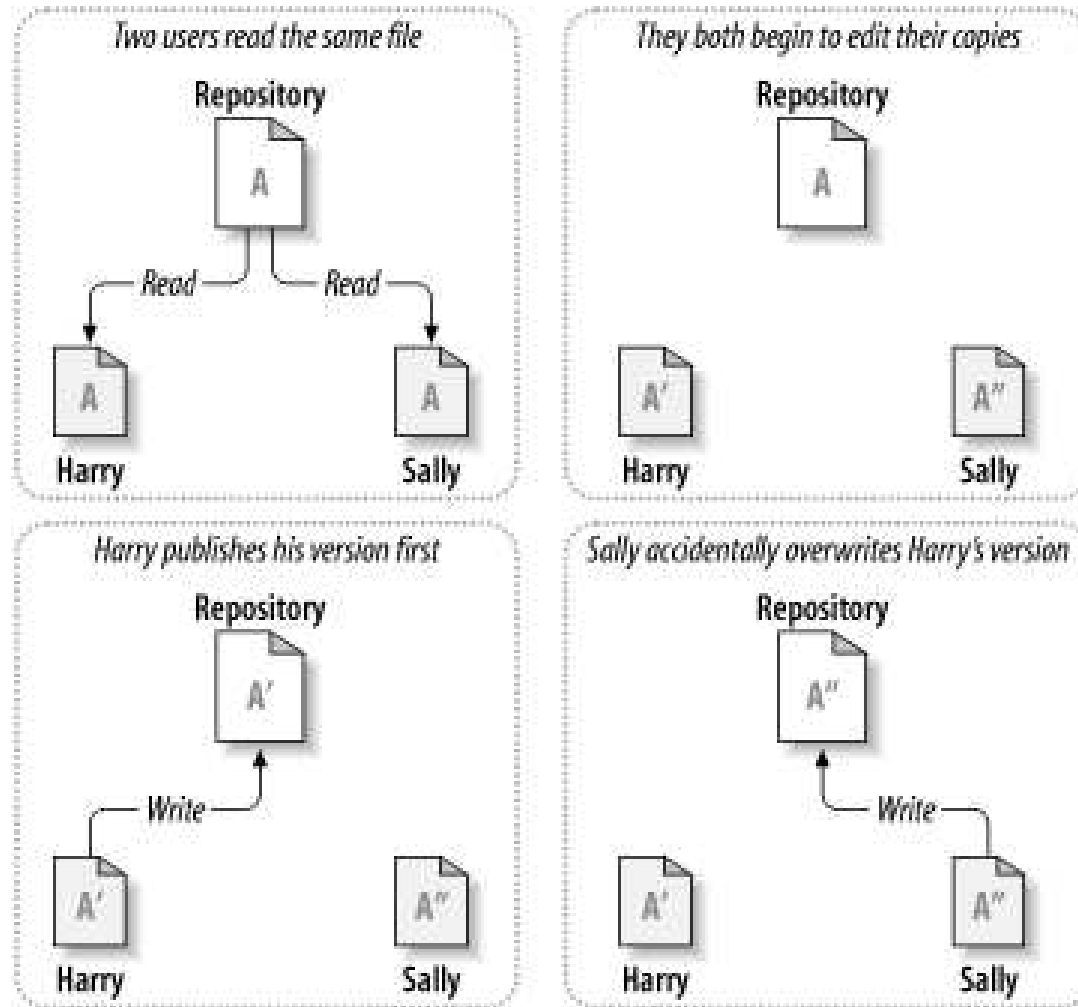 Two users read the same file
Repository
A
Read Read
A A
Harry Sally
They both begin to edit their copies
Repository
A
A' A"
Harry Sally
Harry publishes his version first
Repository
A'
Write
A' A"
Harry Sally
Sally accidentally overwrites Harry's version
Repository
A"
Write
A' A"
Harry Sally